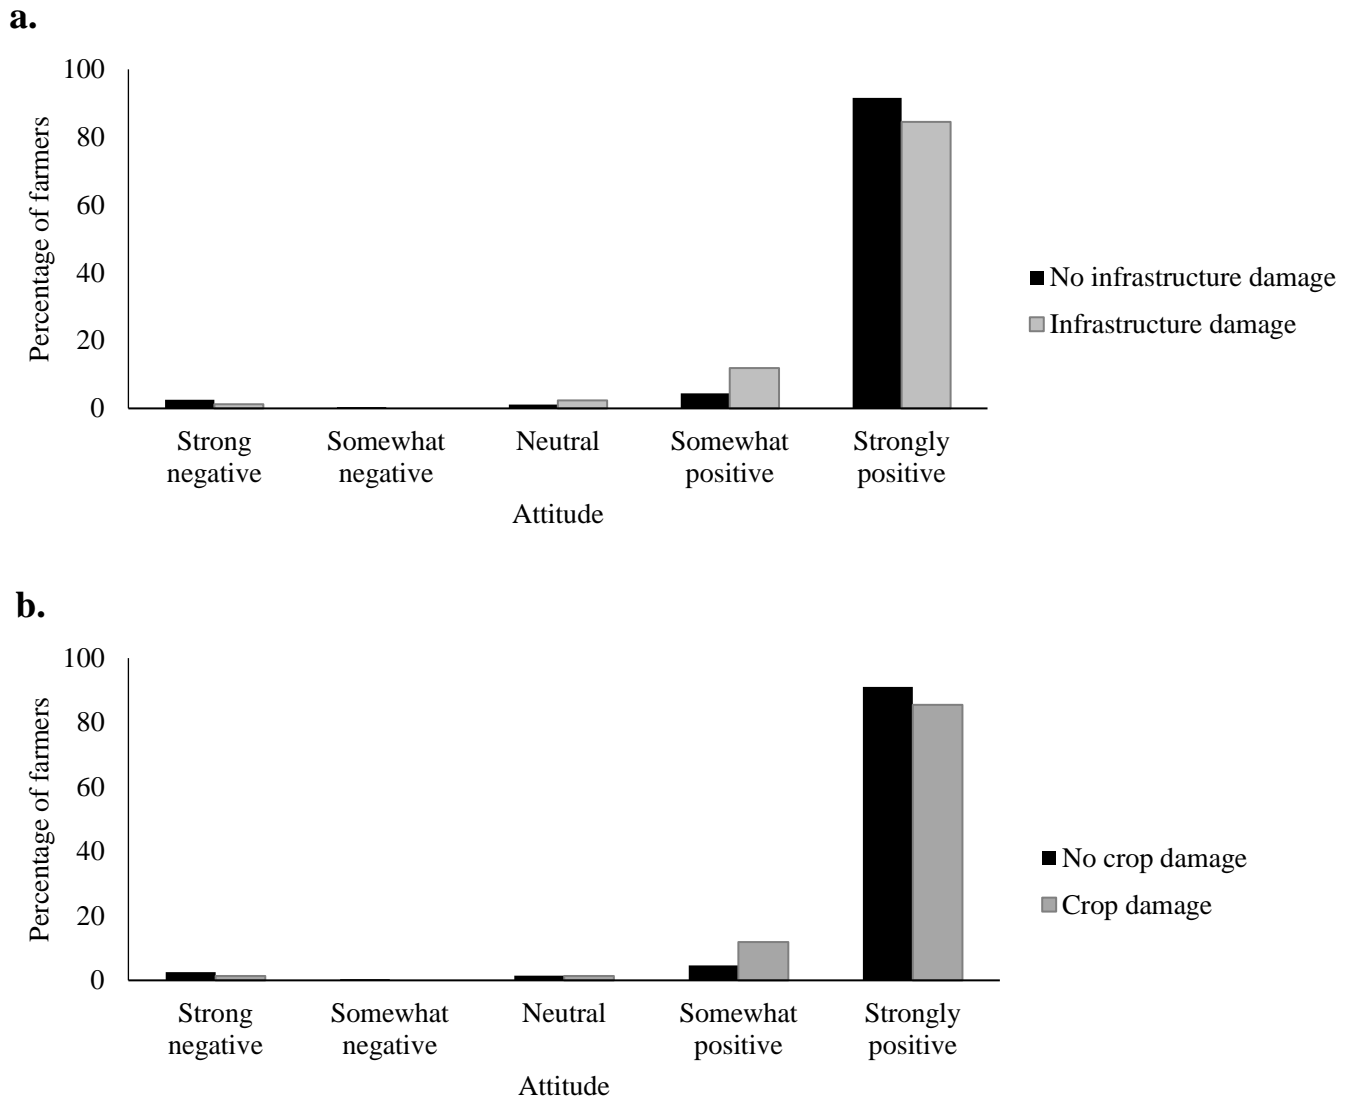 a.
100
80
60
40
20
0
Percentage of farmers
Strong negative
Somewhat negative
Neutral
Somewhat positive
Strongly positive
Attitude
No infrastructure damage
Infrastructure damage
b.
100
80
60
40
20
0
Percentage of farmers
Strong negative
Somewhat negative
Neutral
Somewhat positive
Strongly positive
Attitude
No crop damage
Crop damage